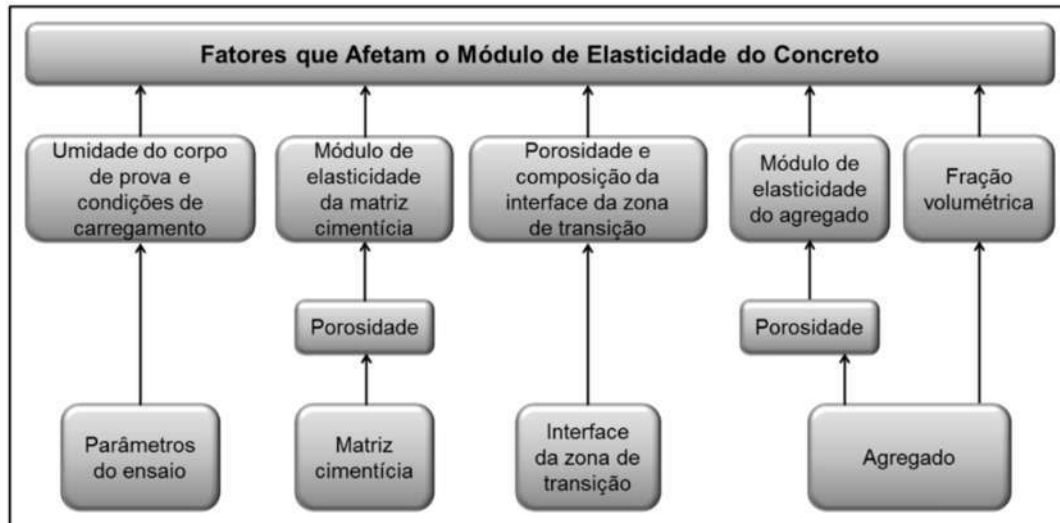 Fatores que Afetam o Módulo de Elasticidade do Concreto
Umidade do corpo
de prova e
condições de
carregamento
Módulo de
elasticidade
da matriz
cimentícia
Porosidade e
composição da
interface da zona
de transição
Módulo de
elasticidade
do agregado
Fração
volumétrica
Porosidade
Porosidade
Parâmetros
do ensaio
Matriz
cimentícia
Interface
da zona de
transição
Agregado